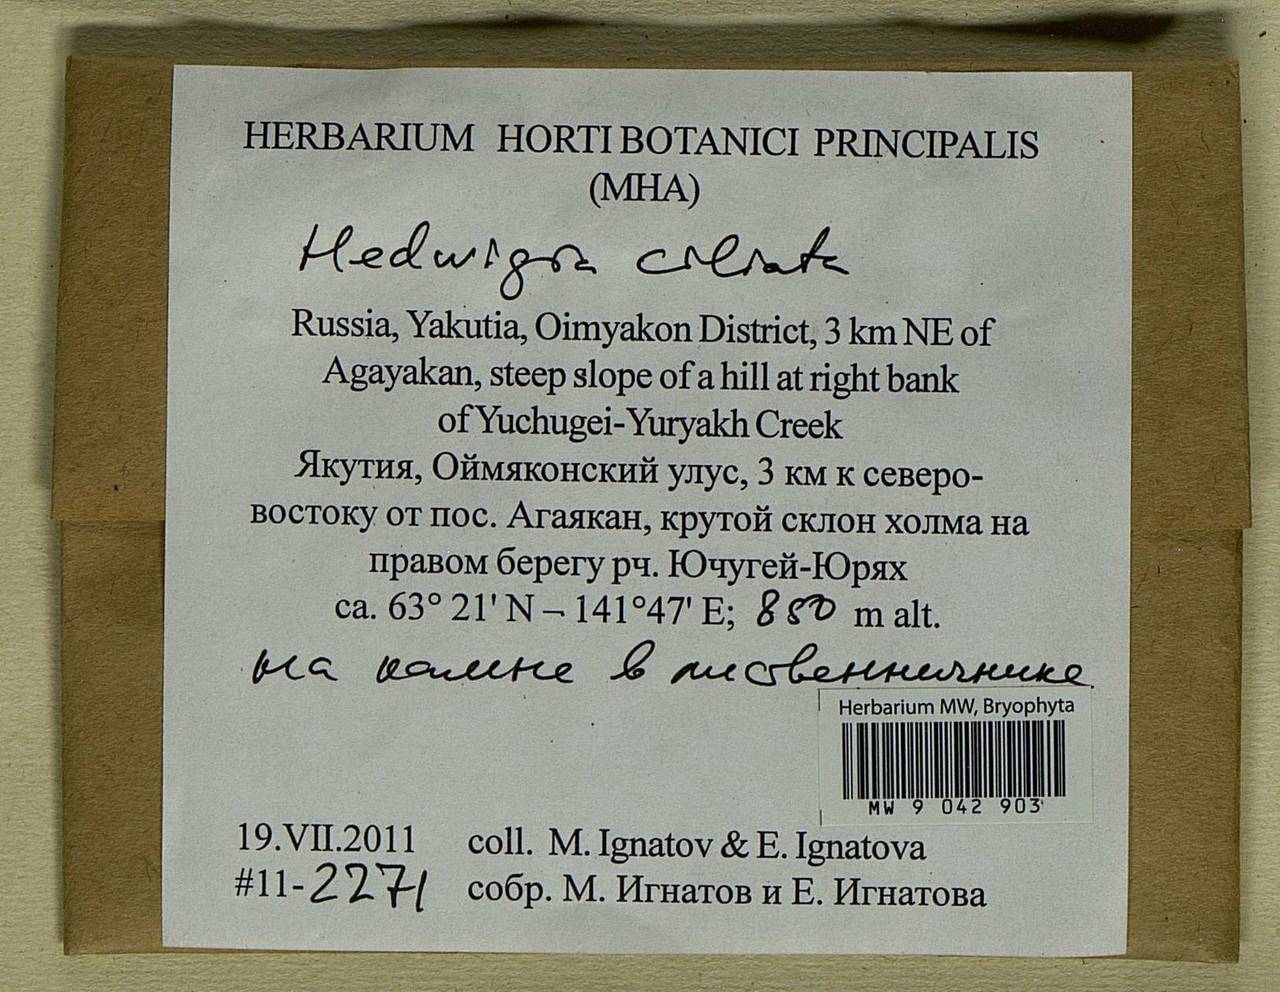 HERBARIUM HORTI BOTANICI PRINCIPALIS
(MHA)
Hedwigia ciliata
Russia, Yakutia, Oimyakon District, 3 km NE of
Agayakan, steep slope of a hill at right bank
of Yuchugei-Yuryakh Creek
Якутия, Оймяконский улус, 3 км к северо-
востоку от пос. Агаякан, крутой склон холма на
правом берегу рч. Ючугей-Юрях
ca. 63° 21' N – 141°47' E; 850 m alt.
на камне в лиственничнике
Herbarium MW, Bryophyta
MW 9 042 903
19.VII.2011 coll. M. Ignatov & E. Ignatova
#11-2271 собр. М. Игнатов и Е. Игнатова